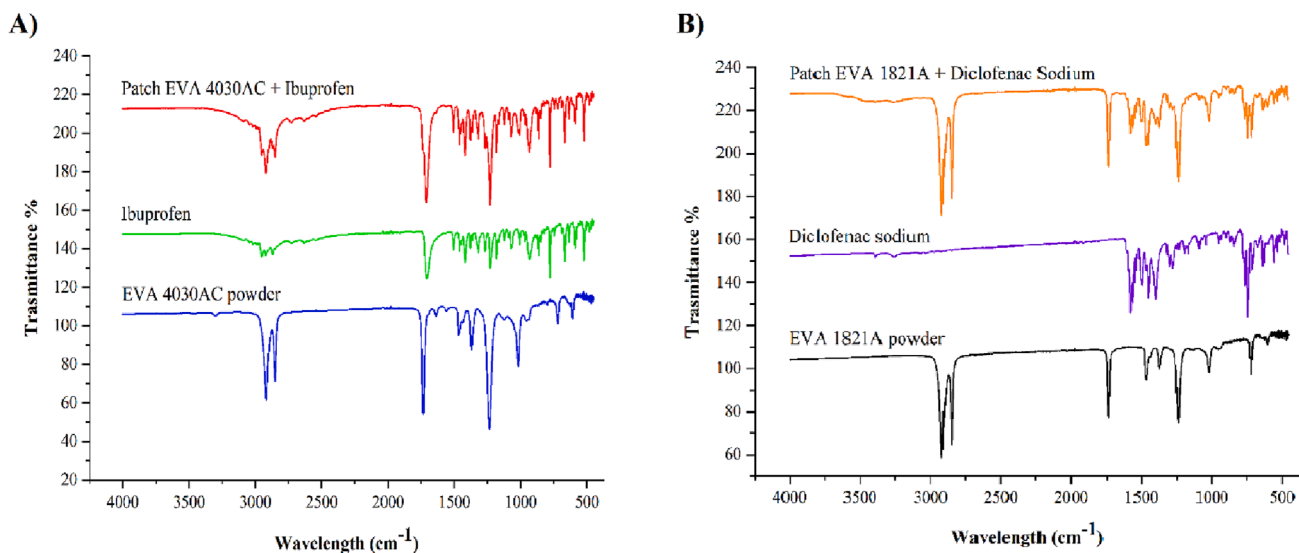 A)
240
220
200
180
160
140
120
100
80
60
40
20
Trasmittance %
Patch EVA 4030AC + Ibuprofen
Ibuprofen
EVA 4030AC powder
4000 3500 3000 2500 2000 1500 1000 500
Wavelength (cm-1)
B)
240
220
200
180
160
140
120
100
80
60
Trasmittance %
Patch EVA 1821A + Diclofenac Sodium
Diclofenac sodium
EVA 1821A powder
4000 3500 3000 2500 2000 1500 1000 500
Wavelength (cm-1)